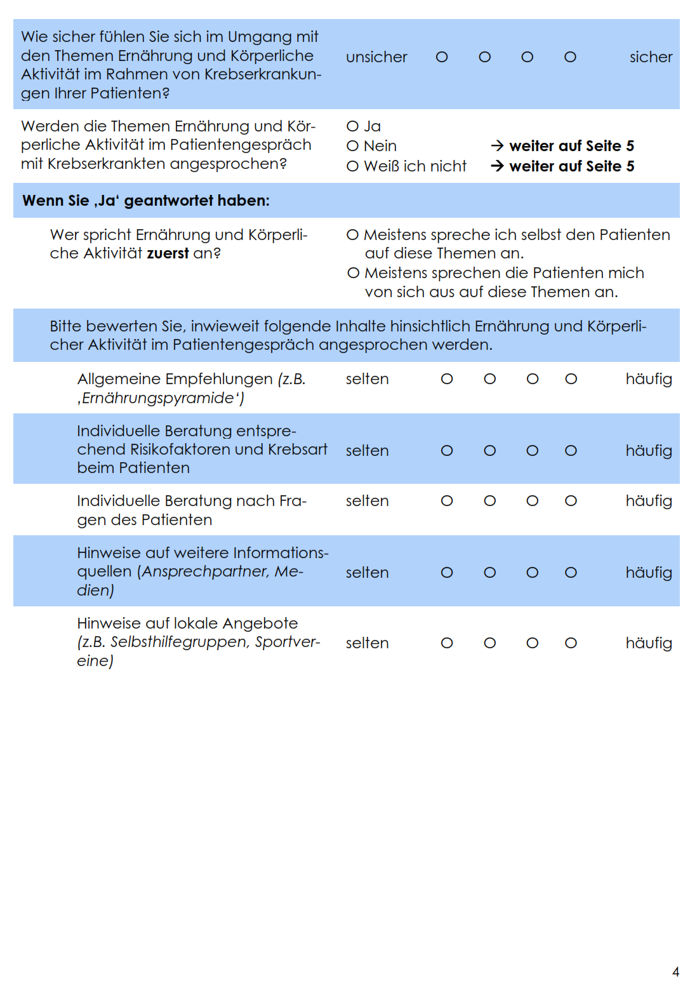 Wie sicher fühlen Sie sich im Umgang mit
den Themen Ernährung und Körperliche
Aktivität im Rahmen von Krebserkrankun-
gen Ihrer Patienten?
unsicher O O O O sicher
Werden die Themen Ernährung und Kör-
perliche Aktivität im Patientengespräch
mit Krebserkrankten angesprochen?
O Ja
O Nein → weiter auf Seite 5
O Weiß ich nicht → weiter auf Seite 5
Wenn Sie ‚Ja‘ geantwortet haben:
Wer spricht Ernährung und Körperli-
che Aktivität zuerst an?
O Meistens spreche ich selbst den Patienten
auf diese Themen an.
O Meistens sprechen die Patienten mich
von sich aus auf diese Themen an.
Bitte bewerten Sie, inwieweit folgende Inhalte hinsichtlich Ernährung und Körperli-
cher Aktivität im Patientengespräch angesprochen werden.
Allgemeine Empfehlungen (z.B.
‚Ernährungspyramide‘)
selten O O O O häufig
Individuelle Beratung entspre-
chend Risikofaktoren und Krebsart
beim Patienten
selten O O O O häufig
Individuelle Beratung nach Fra-
gen des Patienten
selten O O O O häufig
Hinweise auf weitere Informations-
quellen (Ansprechpartner, Me-
dien)
selten O O O O häufig
Hinweise auf lokale Angebote
(z.B. Selbsthilfegruppen, Sportver-
eine)
selten O O O O häufig
4